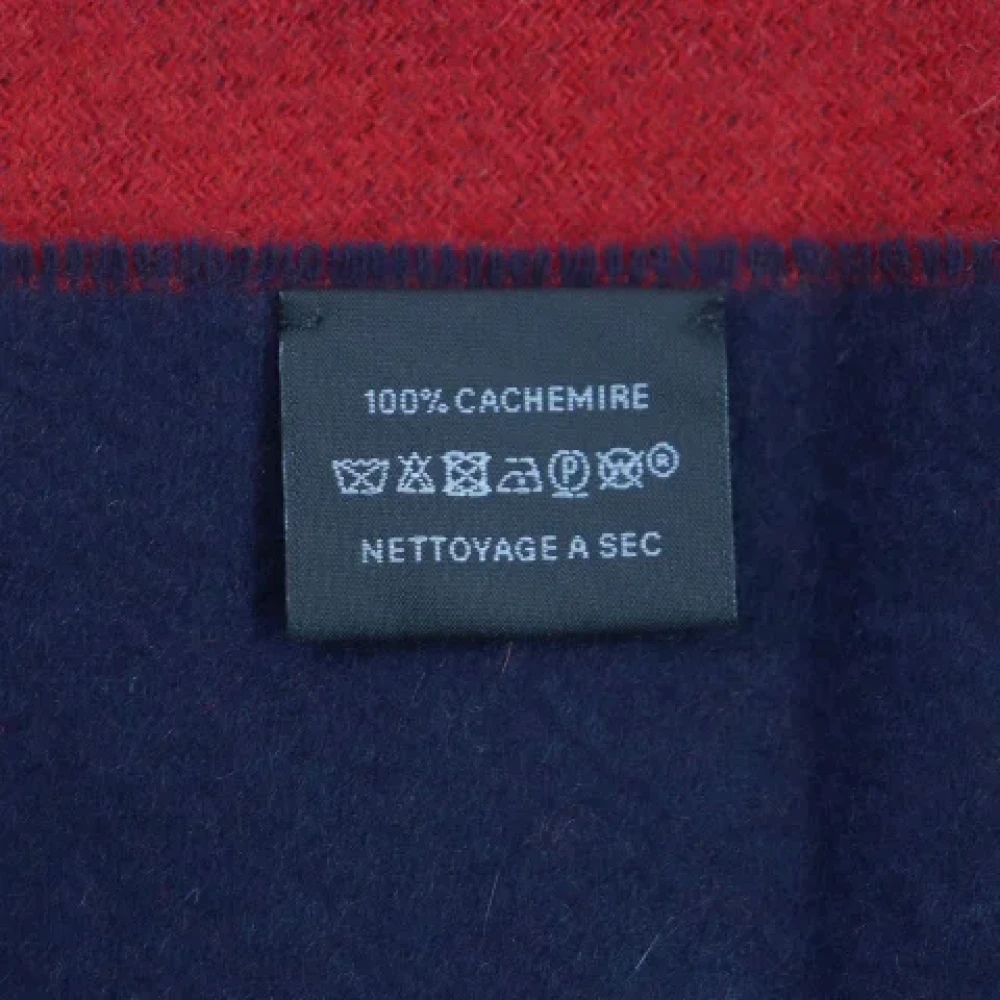 100% CACHEMIRE
P W ®
NETTOYAGE A SEC